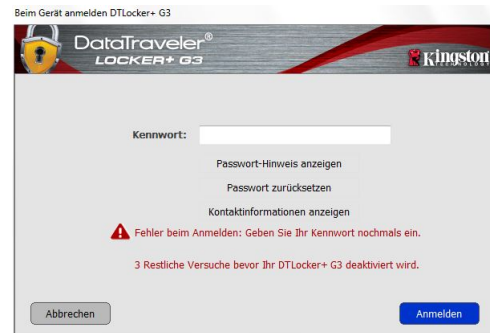 Beim Gerät anmelden DTLocker+ G3
DataTraveler®
LOCKER+ G3
Kingston
TECHNOLOGY
Kennwort:
Passwort-Hinweis anzeigen
Passwort zurücksetzen
Kontaktinformationen anzeigen
Fehler beim Anmelden: Geben Sie Ihr Kennwort nochmals ein.
3 Restliche Versuche bevor Ihr DTLocker+ G3 deaktiviert wird.
Abbrechen
Anmelden